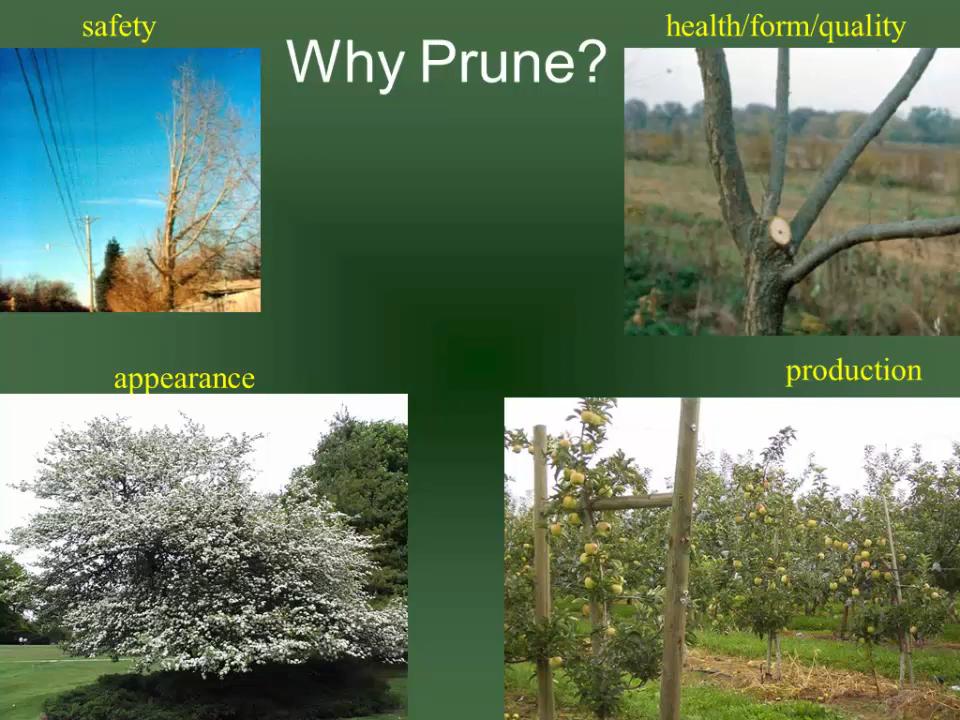 safety
health/form/quality
Why Prune?
appearance
production